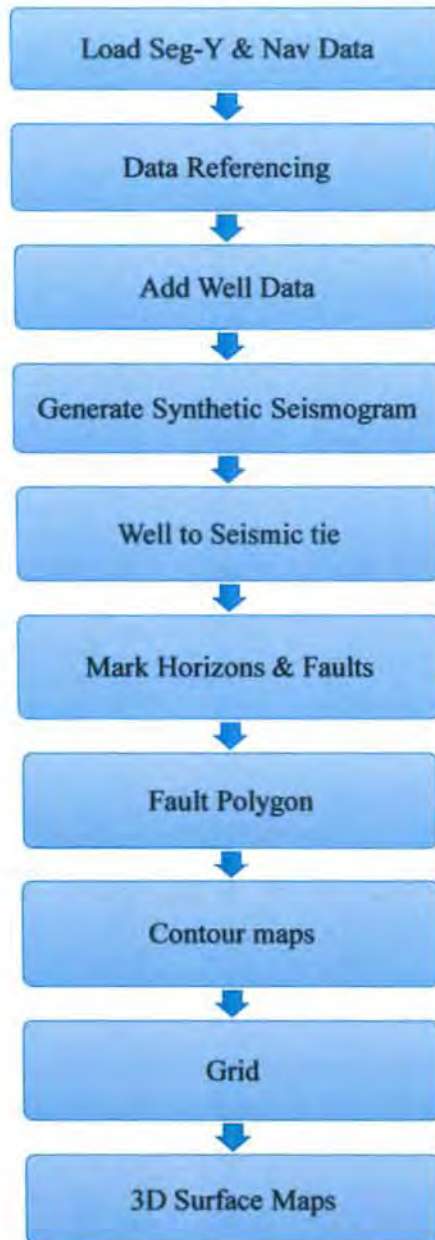 Load Seg-Y & Nav Data
Data Referencing
Add Well Data
Generate Synthetic Seismogram
Well to Seismic tie
Mark Horizons & Faults
Fault Polygon
Contour maps
Grid
3D Surface Maps